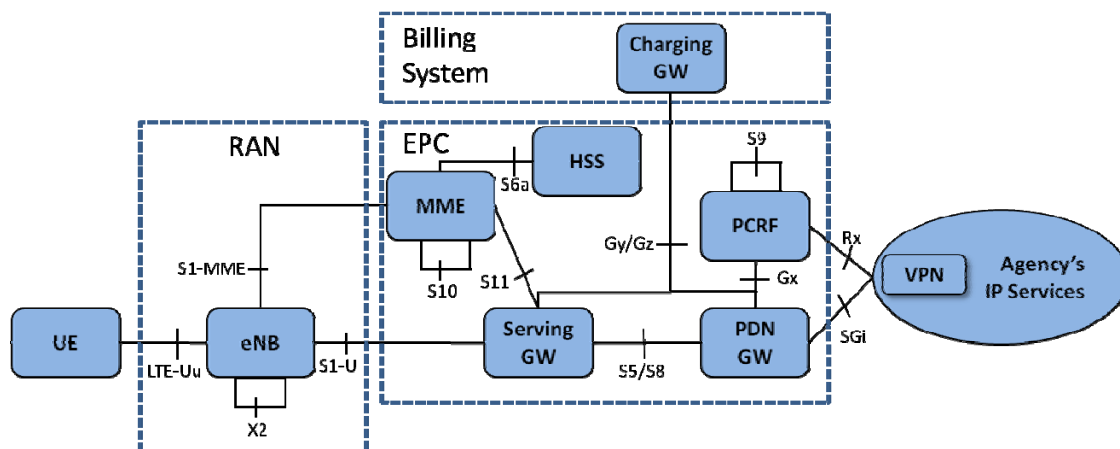 Billing
System
Charging
GW
RAN
EPC
S9
HSS
S6a
MME
PCRF
Rx
Gy/Gz
S1-MME
S10
S11
Gx
VPN
Agency's
IP Services
UE
eNB
Serving
GW
PDN
GW
SGi
LTE-Uu
S1-U
S5/S8
X2